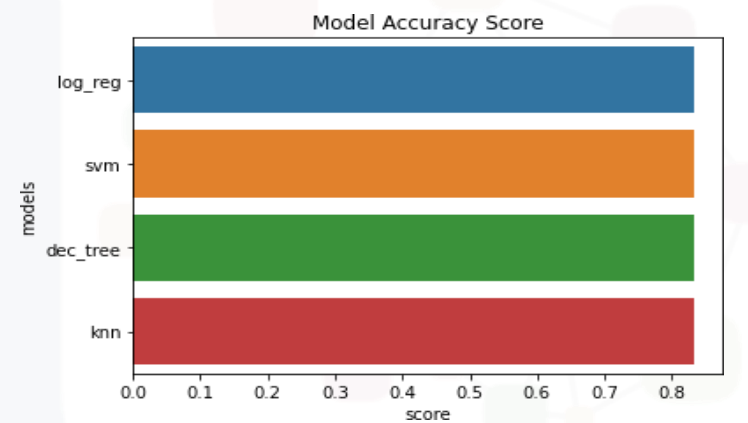 Model Accuracy Score
models
log_reg
svm
dec_tree
knn
0.0 0.1 0.2 0.3 0.4 0.5 0.6 0.7 0.8
score